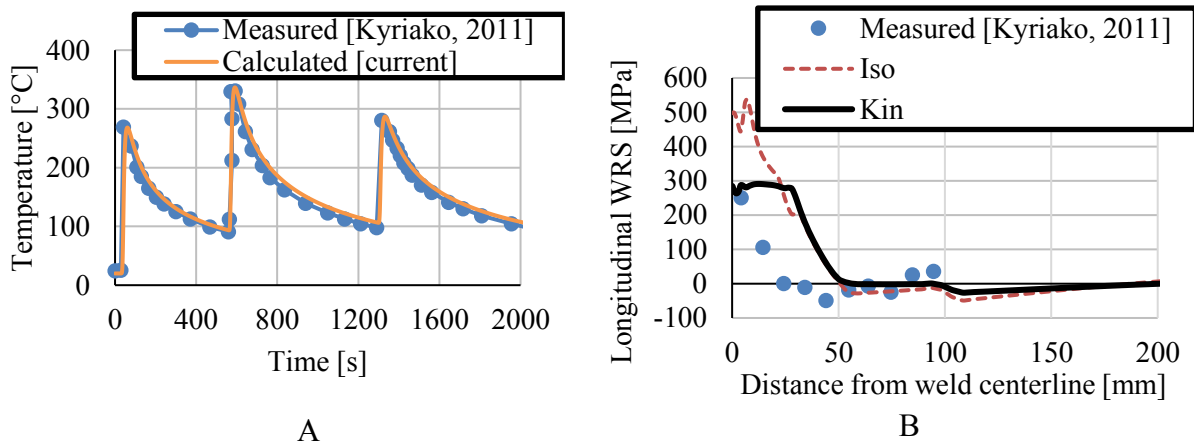 Measured [Kyriako, 2011]
Calculated [current]
400
300
200
100
0
Temperature [°C]
0 400 800 1200 1600 2000
Time [s]
A
Measured [Kyriako, 2011]
Iso
Kin
600
500
400
300
200
100
0
-100
Longitudinal WRS [MPa]
0 50 100 150 200
Distance from weld centerline [mm]
B